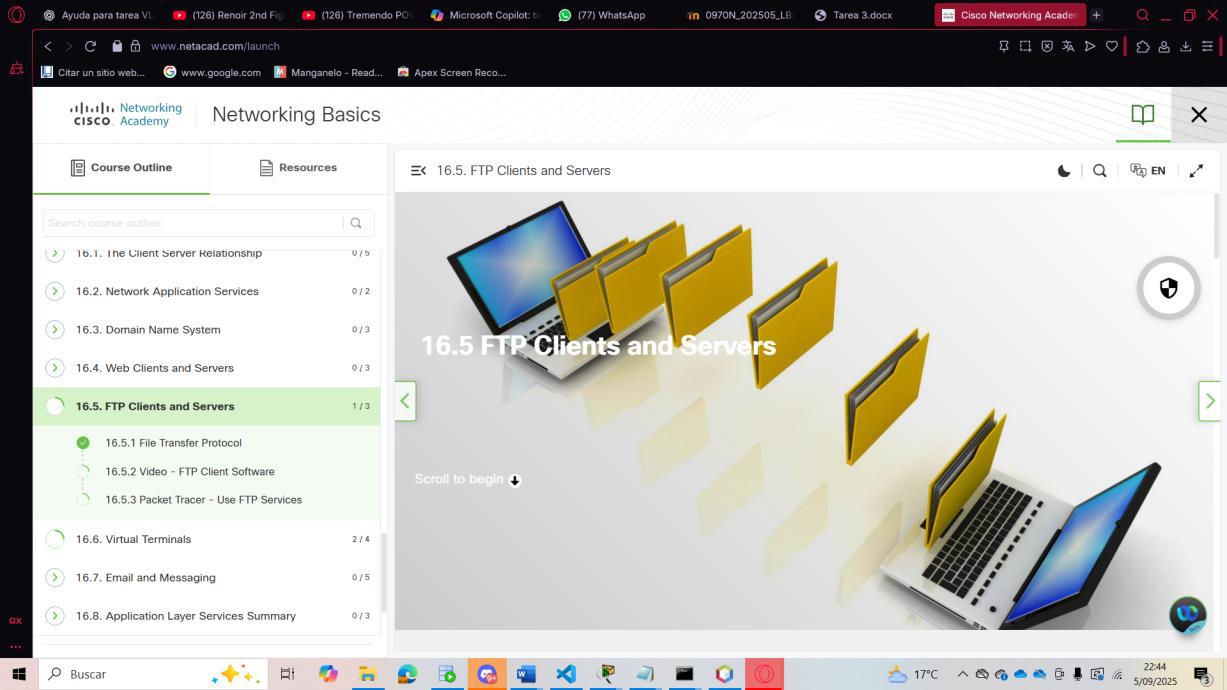 Ayuda para tarea VL
(126) Renoir 2nd Fig
(126) Tremendo POV
Microsoft Copilot: tu
(77) WhatsApp
0970N_202505_LB:
Tarea 3.docx
Cisco Networking Academ
www.netacad.com/launch
Citar un sitio web...
www.google.com
Manganelo - Read...
Apex Screen Reco...
CISCO
Networking
Academy
Networking Basics
Course Outline
Resources
16.5. FTP Clients and Servers
EN
Search course outline
16.1. The Client Server Relationship 0 / 5
16.2. Network Application Services 0 / 2
16.3. Domain Name System 0 / 3
16.4. Web Clients and Servers 0 / 3
16.5. FTP Clients and Servers 1 / 3
16.5.1 File Transfer Protocol
16.5.2 Video - FTP Client Software
16.5.3 Packet Tracer - Use FTP Services
16.6. Virtual Terminals 2 / 4
16.7. Email and Messaging 0 / 5
16.8. Application Layer Services Summary 0 / 3
16.5 FTP Clients and Servers
Scroll to begin
GX
Buscar
17°C
22:44
5/09/2025
3